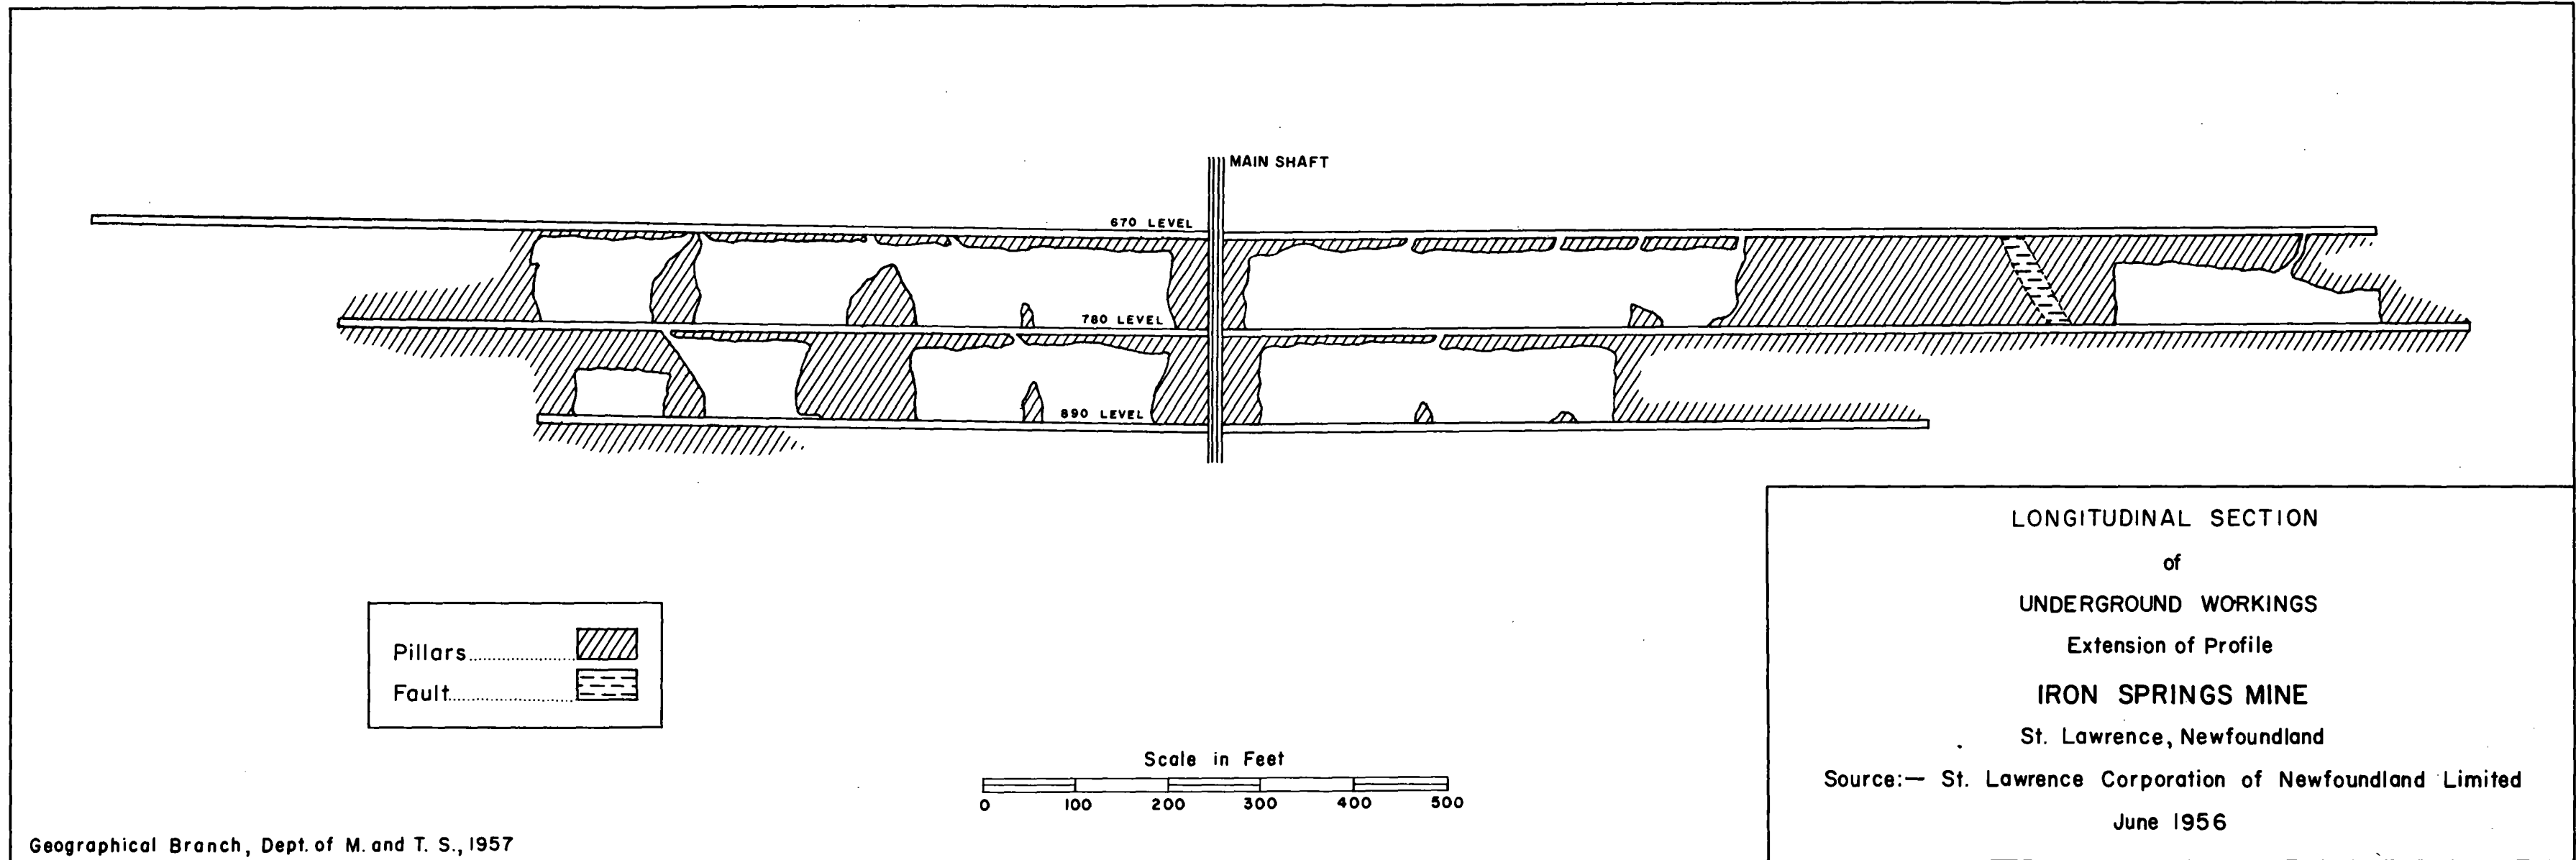 MAIN SHAFT
670 LEVEL
780 LEVEL
890 LEVEL
Pillars
Fault
Scale in Feet
0 100 200 300 400 500
LONGITUDINAL SECTION
of
UNDERGROUND WORKINGS
Extension of Profile
IRON SPRINGS MINE
St. Lawrence, Newfoundland
Source:— St. Lawrence Corporation of Newfoundland Limited
June 1956
Geographical Branch, Dept. of M. and T. S., 1957